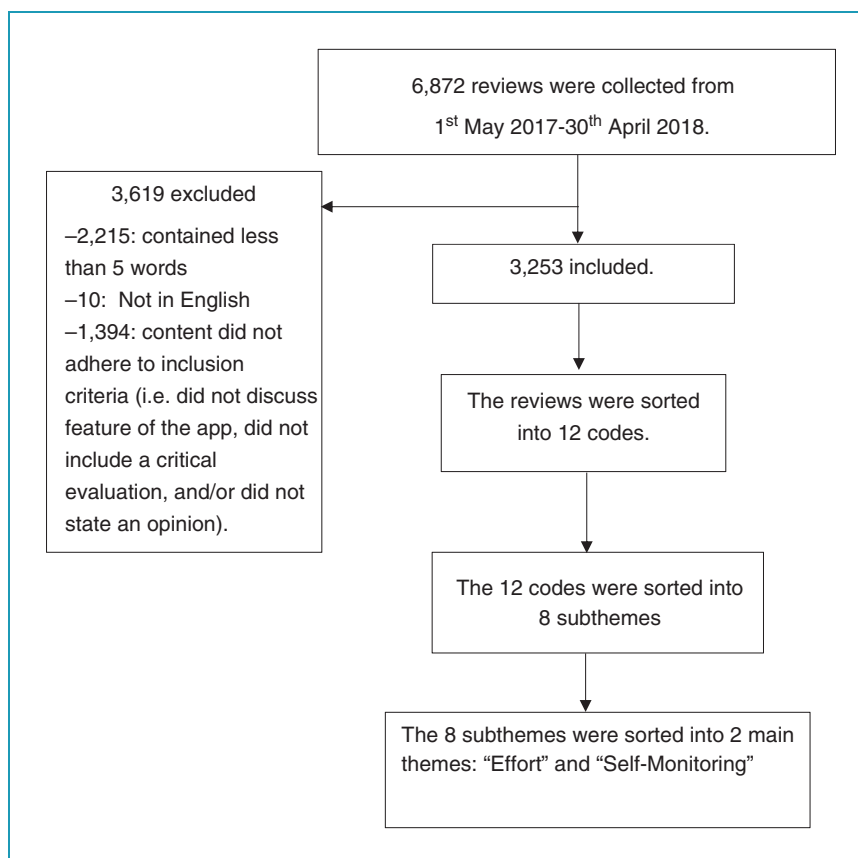 6,872 reviews were collected from
1st May 2017-30th April 2018.
3,619 excluded
–2,215: contained less
than 5 words
–10: Not in English
–1,394: content did not
adhere to inclusion
criteria (i.e. did not discuss
feature of the app, did not
include a critical
evaluation, and/or did not
state an opinion).
3,253 included.
The reviews were sorted
into 12 codes.
The 12 codes were sorted into
8 subthemes
The 8 subthemes were sorted into 2 main
themes: “Effort” and “Self-Monitoring”